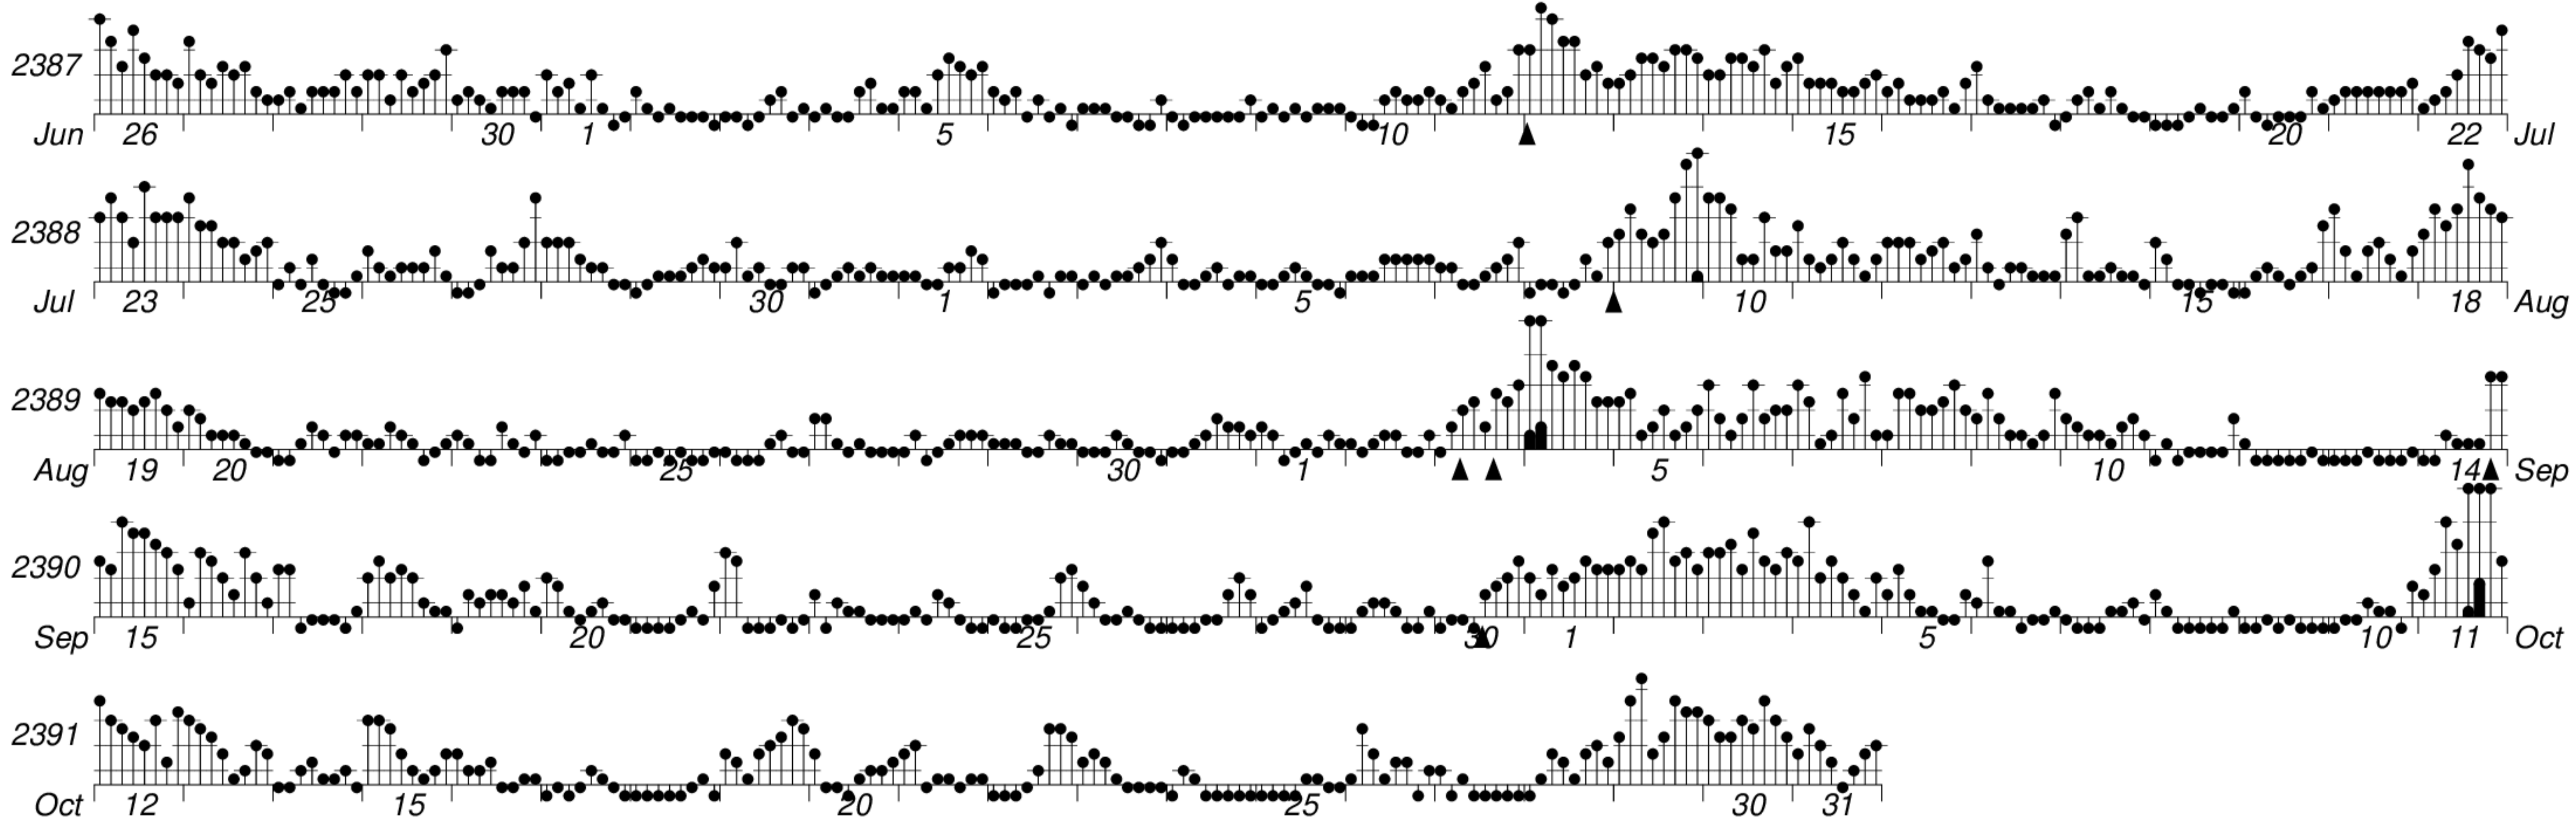 2387
Jun 26 30 1 5 10 15 20 22 Jul
2388
Jul 23 25 30 1 5 10 15 18 Aug
2389
Aug 19 20 25 30 1 5 10 14 Sep
2390
Sep 15 20 25 30 1 5 10 11 Oct
2391
Oct 12 15 20 25 30 31